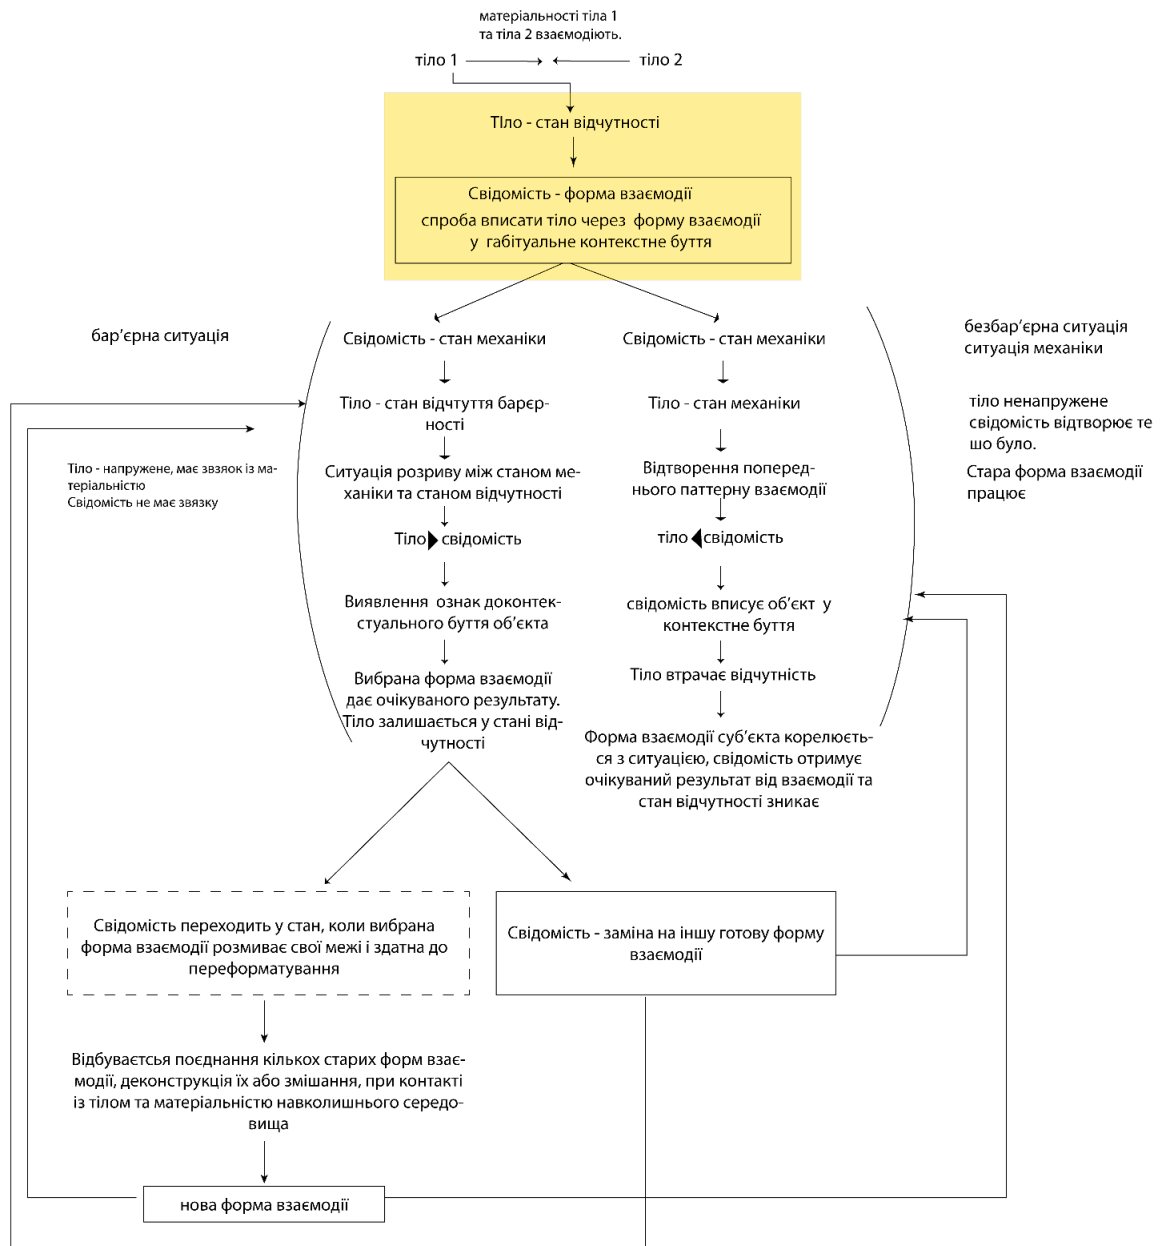 матеріальності тіла 1
та тіла 2 взаємодіють.
тіло 1
тіло 2
ТІло - стан відчутності
Свідомість - форма взаємодії
спроба вписати тіло через форму взаємодії
у габітуальне контекстне буття
бар’єрна ситуація
Тіло - напружене, має звзяок із ма-
теріальністю
Свідомість не має звязку
Свідомість - стан механіки
Тіло - стан відчтуття барєр-
ності
Ситуація розриву між станом ме-
ханіки та станом відчутності
Тіло
свідомість
Виявлення ознак доконтек-
стуального буття об’єкта
Вибрана форма взаємодії
дає очікуваного результату.
Тіло залишається у стані від-
чутності
Свідомість - стан механіки
Тіло - стан механіки
Відтворення поперед-
нього паттерну взаємодії
тіло
свідомість
свідомість вписує об’єкт у
контекстне буття
Тіло втрачає відчутність
Форма взаємодії суб’єкта корелюєть-
ся з ситуацією, свідомість отримує
очікуваний результат від взаємодії та
стан відчутності зникає
безбар’єрна ситуація
ситуація механіки
тіло ненапружене
свідомість відтворює те
шо було.
Стара форма взаємодії
працює
Свідомість переходить у стан, коли вибрана
форма взаємодії розмиває свої межі і здатна до
переформатування
Свідомість - заміна на іншу готову форму
взаємодії
Відбуваєтсья поєднання кількох старих форм взає-
модії, деконструкція їх або змішання, при контакті
із тілом та матеріальністю навколишнього середо-
вища
нова форма взаємодії